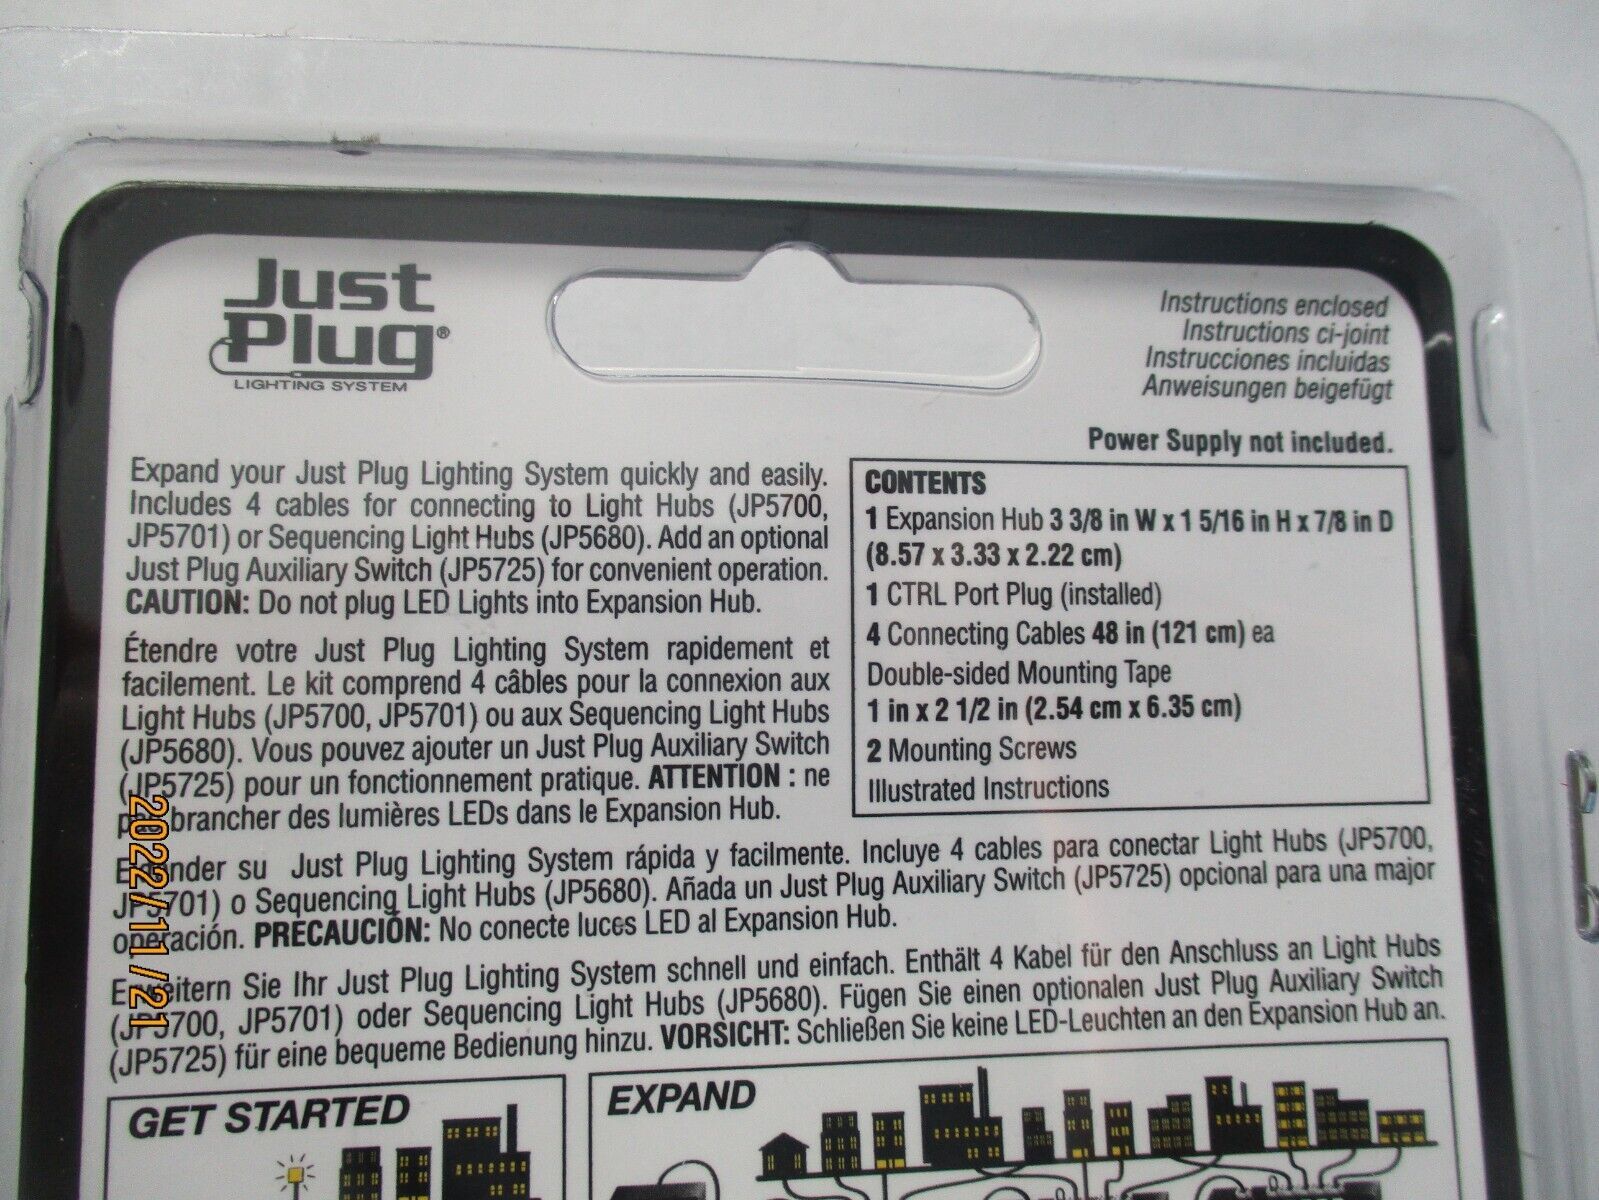 Just
Plug®
LIGHTING SYSTEM
Instructions enclosed
Instructions ci-joint
Instrucciones incluidas
Anweisungen beigefügt
Power Supply not included.
Expand your Just Plug Lighting System quickly and easily.
Includes 4 cables for connecting to Light Hubs (JP5700,
JP5701) or Sequencing Light Hubs (JP5680). Add an optional
Just Plug Auxiliary Switch (JP5725) for convenient operation.
CAUTION: Do not plug LED Lights into Expansion Hub.
Étendre votre Just Plug Lighting System rapidement et
facilement. Le kit comprend 4 câbles pour la connexion aux
Light Hubs (JP5700, JP5701) ou aux Sequencing Light Hubs
(JP5680). Vous pouvez ajouter un Just Plug Auxiliary Switch
(JP5725) pour un fonctionnement pratique. ATTENTION : ne
pas brancher des lumières LEDs dans le Expansion Hub.
CONTENTS
1 Expansion Hub 3 3/8 in W x 1 5/16 in H x 7/8 in D
(8.57 x 3.33 x 2.22 cm)
1 CTRL Port Plug (installed)
4 Connecting Cables 48 in (121 cm) ea
Double-sided Mounting Tape
1 in x 2 1/2 in (2.54 cm x 6.35 cm)
2 Mounting Screws
Illustrated Instructions
Extender su Just Plug Lighting System rápida y facilmente. Incluye 4 cables para conectar Light Hubs (JP5700,
JP5701) o Sequencing Light Hubs (JP5680). Añada un Just Plug Auxiliary Switch (JP5725) opcional para una major
operación. PRECAUCIÓN: No conecte luces LED al Expansion Hub.
Erweitern Sie Ihr Just Plug Lighting System schnell und einfach. Enthält 4 Kabel für den Anschluss an Light Hubs
(JP5700, JP5701) oder Sequencing Light Hubs (JP5680). Fügen Sie einen optionalen Just Plug Auxiliary Switch
(JP5725) für eine bequeme Bedienung hinzu. VORSICHT: Schließen Sie keine LED-Leuchten an den Expansion Hub an.
GET STARTED
EXPAND
2022/11/21